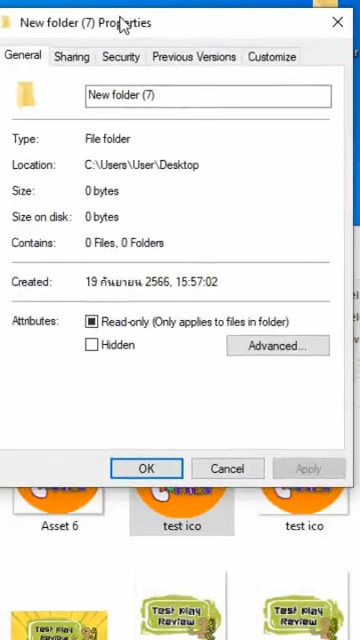 New folder (7) Properties
General
Sharing
Security
Previous Versions
Customize
New folder (7)
Type: File folder
Location: C:\Users\User\Desktop
Size: 0 bytes
Size on disk: 0 bytes
Contains: 0 Files, 0 Folders
Created: 19 กันยายน 2566, 15:57:02
Attributes: Read-only (Only applies to files in folder)
Hidden
Advanced...
OK
Cancel
Apply
Asset 6
test ico
test ico
Test Play
Review
Test Play
Review
Test Play
Review